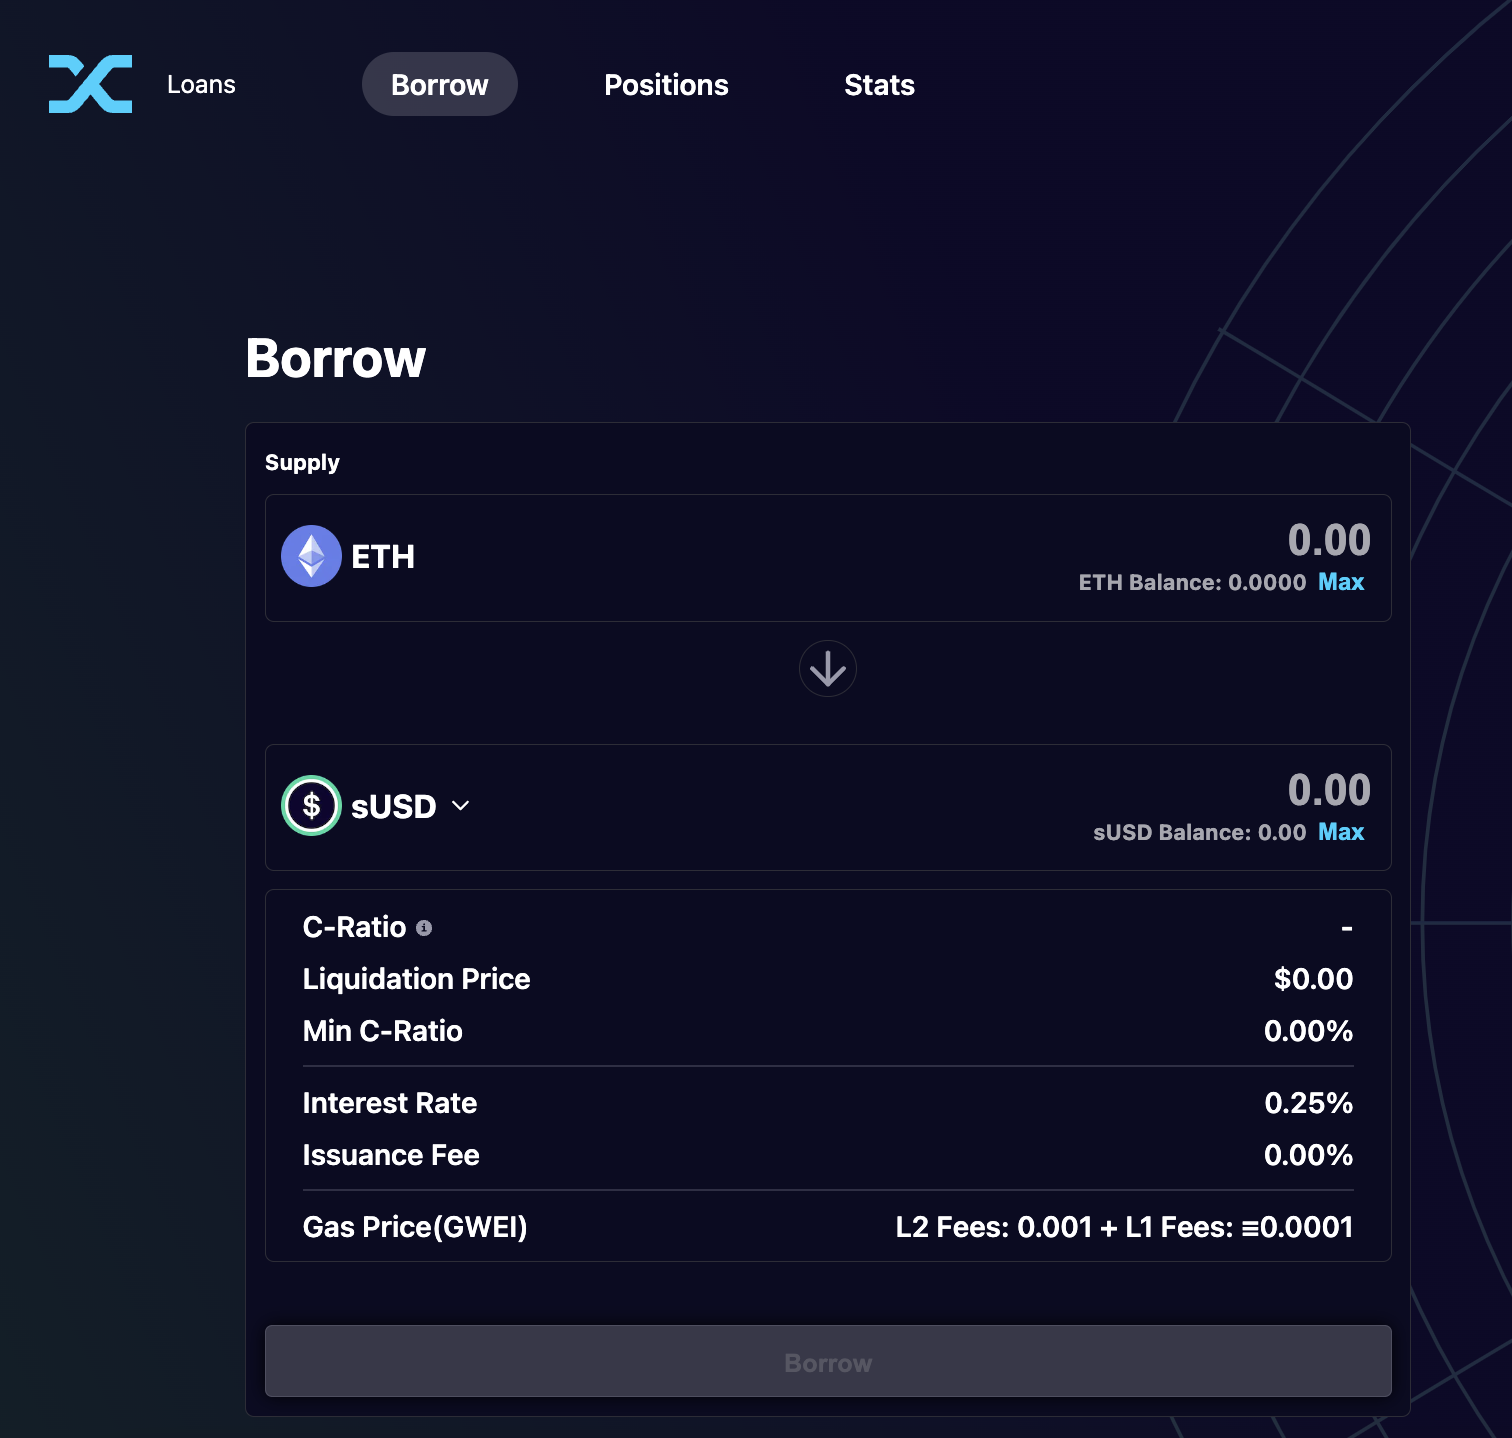 Loans Borrow Positions Stats
Borrow
Supply
ETH
0.00
ETH Balance: 0.0000 Max
$ sUSD
0.00
sUSD Balance: 0.00 Max
C-Ratio i -
Liquidation Price $0.00
Min C-Ratio 0.00%
Interest Rate 0.25%
Issuance Fee 0.00%
Gas Price(GWEI) L2 Fees: 0.001 + L1 Fees: ≡0.0001
Borrow